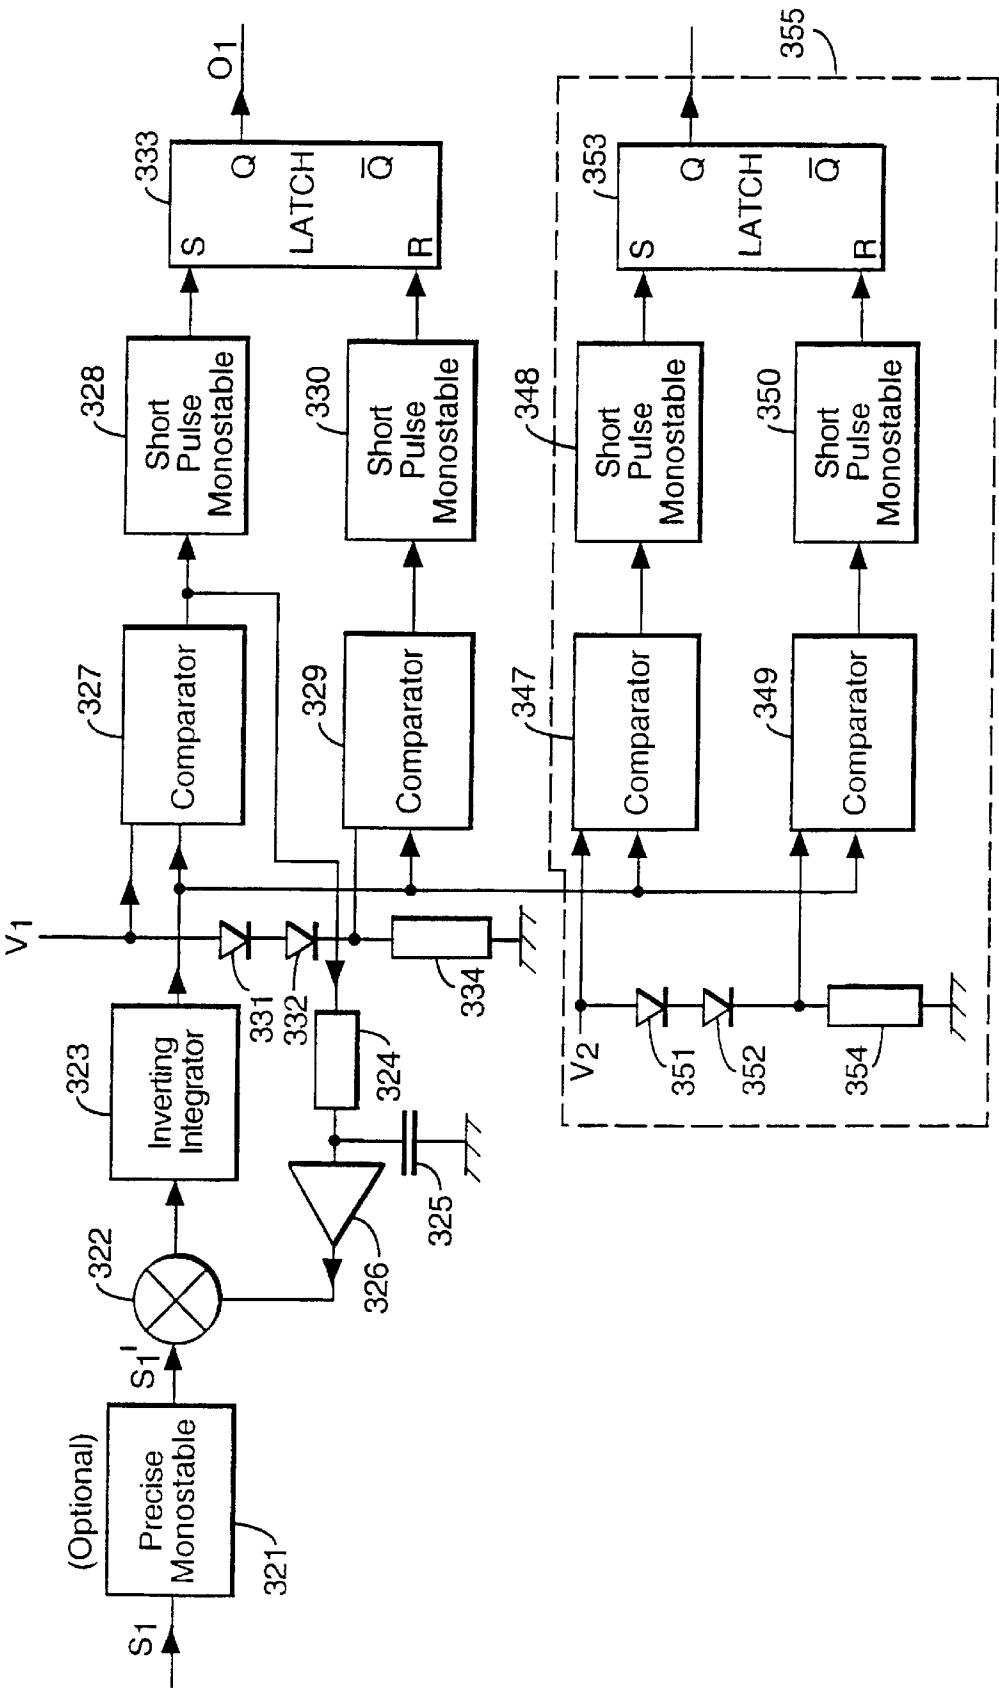 S1
(Optional)
Precise
Monostable
321
S1'
322
Inverting
Integrator
323
V1
331
332
334
324
325
326
Comparator
327
Short
Pulse
Monostable
328
S
Q
LATCH
R
Q̅
333
O1
Comparator
329
Short
Pulse
Monostable
330
V2
351
352
354
Comparator
347
Short
Pulse
Monostable
348
S
Q
LATCH
R
Q̅
353
355
Comparator
349
Short
Pulse
Monostable
350